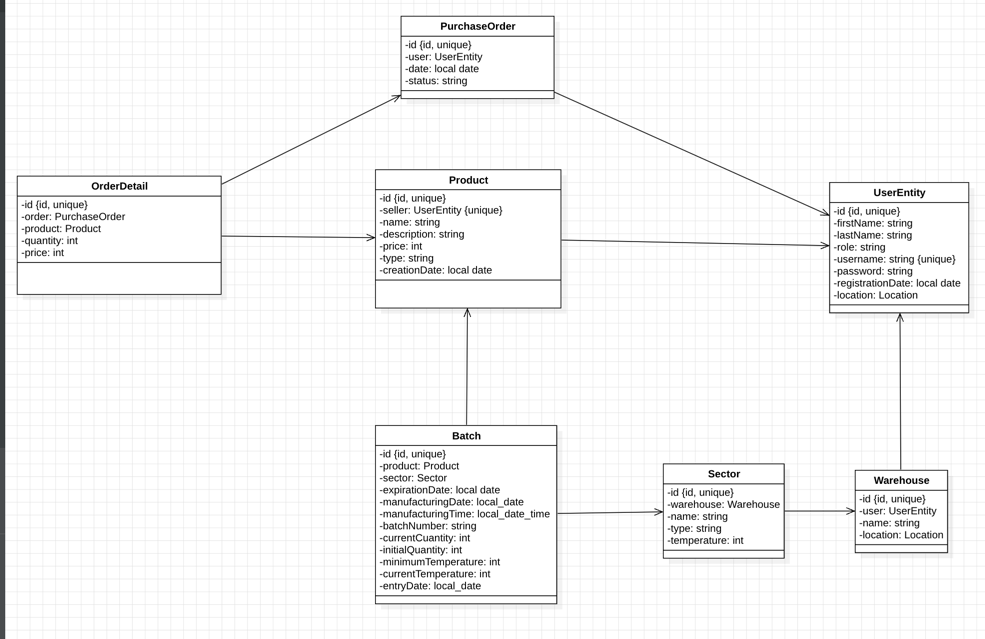 PurchaseOrder
-id {id, unique}
-user: UserEntity
-date: local date
-status: string
OrderDetail
-id {id, unique}
-order: PurchaseOrder
-product: Product
-quantity: int
-price: int
Product
-id {id, unique}
-seller: UserEntity {unique}
-name: string
-description: string
-price: int
-type: string
-creationDate: local date
UserEntity
-id {id, unique}
-firstName: string
-lastName: string
-role: string
-username: string {unique}
-password: string
-registrationDate: local date
-location: Location
Batch
-id {id, unique}
-product: Product
-sector: Sector
-expirationDate: local date
-manufacturingDate: local_date
-manufacturingTime: local_date_time
-batchNumber: string
-currentCuantity: int
-initialQuantity: int
-minimumTemperature: int
-currentTemperature: int
-entryDate: local_date
Sector
-id {id, unique}
-warehouse: Warehouse
-name: string
-type: string
-temperature: int
Warehouse
-id {id, unique}
-user: UserEntity
-name: string
-location: Location